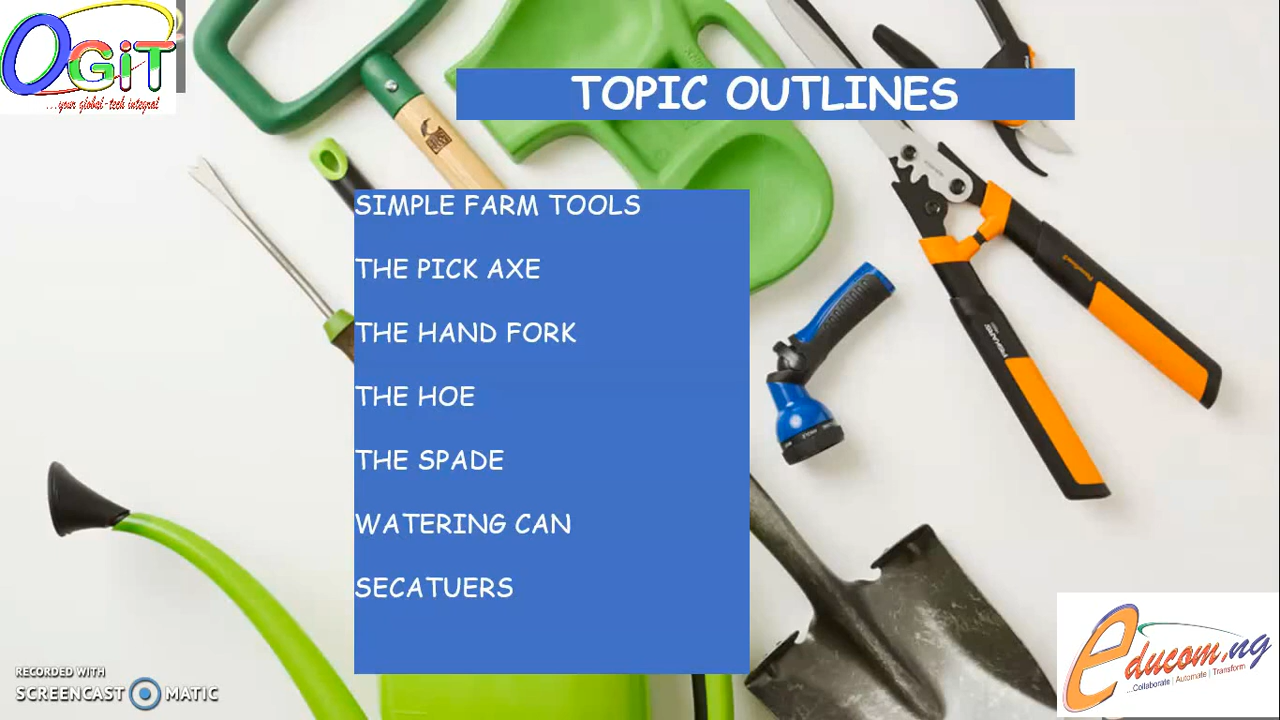 OGiT
...your global-tech integral
TOPIC OUTLINES
SIMPLE FARM TOOLS
THE PICK AXE
THE HAND FORK
THE HOE
THE SPADE
WATERING CAN
SECATUERS
FISKARS
RECORDED WITH
SCREENCAST MATIC
educom.ng
...Collaborate | Automate | Transform